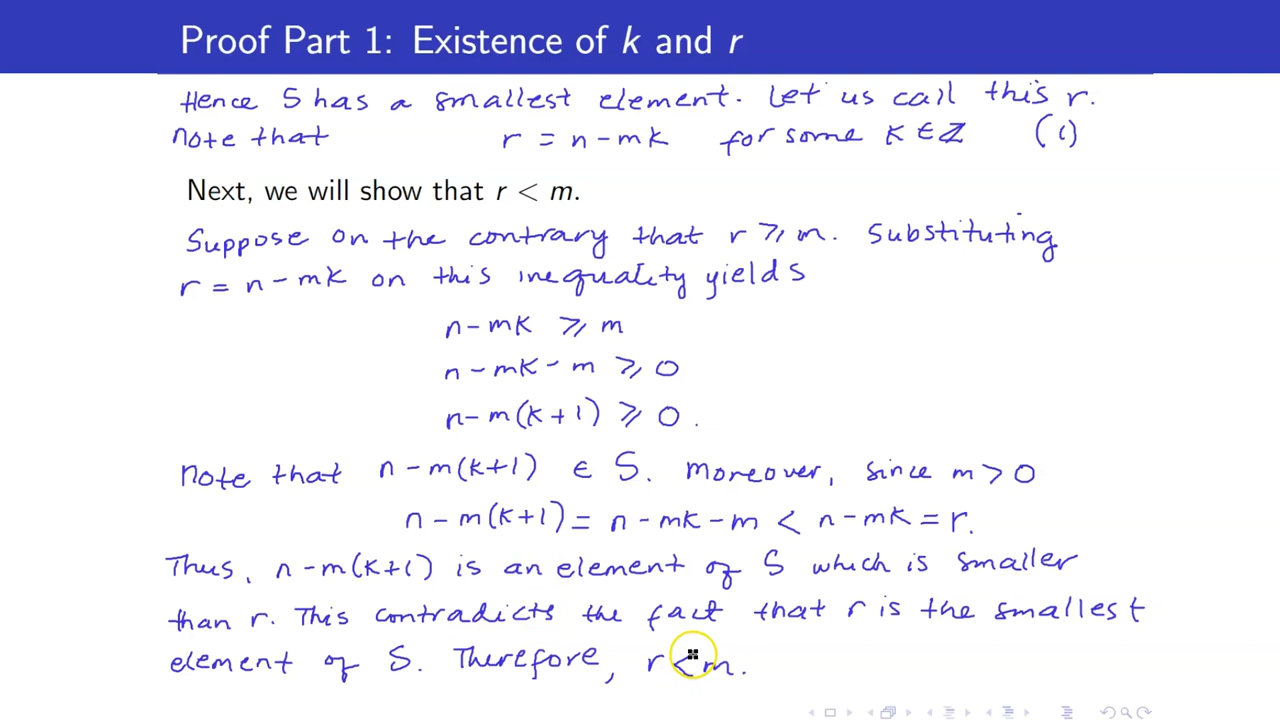 Proof Part 1: Existence of k and r
Hence S has a smallest element. Let us call this r.
Note that r = n - mk for some k ∈ ℤ (1)
Next, we will show that r < m.
Suppose on the contrary that r ⩾ m. Substituting
r = n - mk on this inequality yields
n - mk ⩾ m
n - mk - m ⩾ 0
n - m(k+1) ⩾ 0.
Note that n - m(k+1) ∈ S. Moreover, since m > 0
n - m(k+1) = n - mk - m < n - mk = r.
Thus, n - m(k+1) is an element of S which is smaller
than r. This contradicts the fact that r is the smallest
element of S. Therefore, r < m.